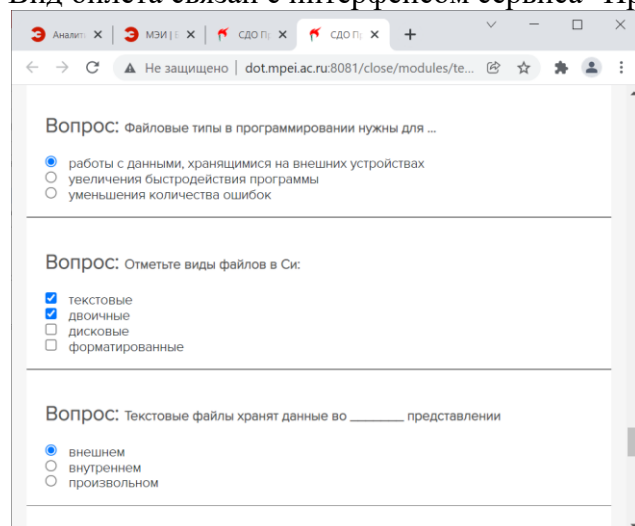 Вид билета связан с интерфейсом сервиса "Пр
Аналит
МЭИ | Е
СДО П
СДО П
Не защищено | dot.mpei.ac.ru:8081/close/modules/te...
Вопрос: Файловые типы в программировании нужны для ...
работы с данными, хранящимися на внешних устройствах
увеличения быстродействия программы
уменьшения количества ошибок
Вопрос: Отметьте виды файлов в Си:
текстовые
двоичные
дисковые
форматированные
Вопрос: Текстовые файлы хранят данные во ________ представлении
внешнем
внутреннем
произвольном